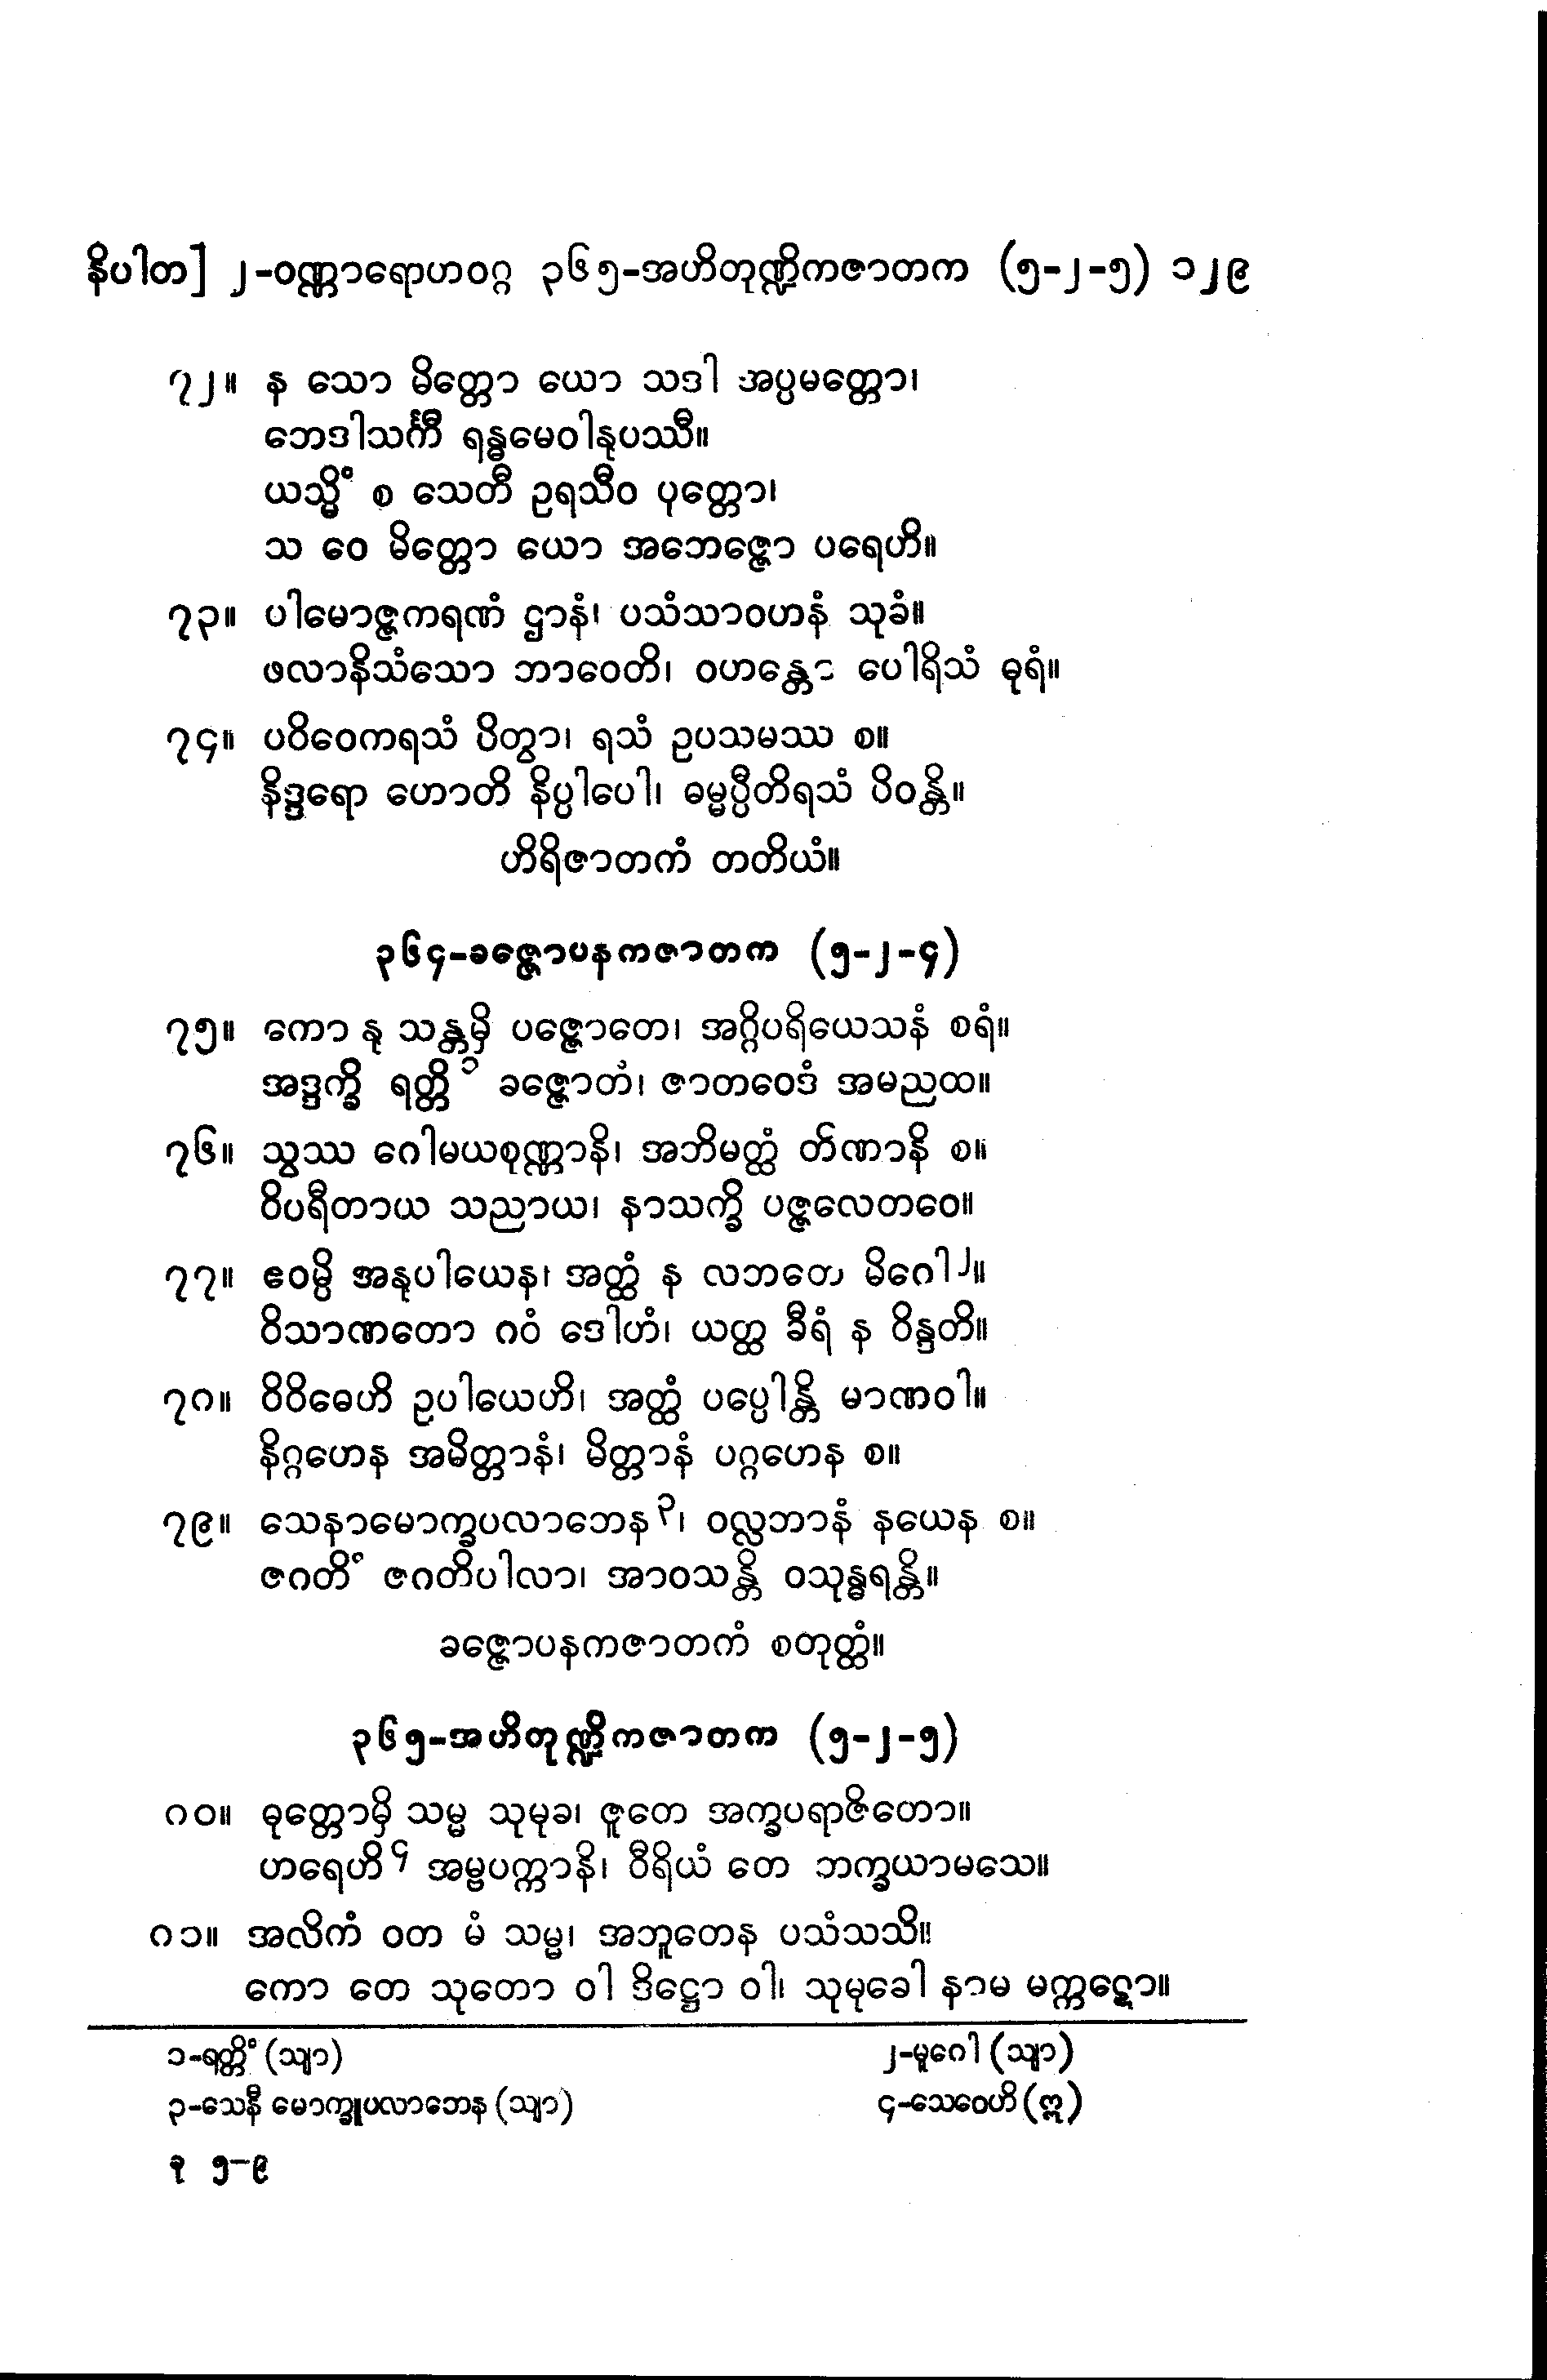 နိပါတ] ၂-ဝဏ္ဏာရောဟဝဂ္ဂ ၃၆၅-အဟိတုဏ္ဍိကဇာတက (၅-၂-၅) ၁၂၉
၇၂။ န သော မိတ္တော ယော သဒါ အပ္ပမတ္တော၊
ဘေဒါသင်္ကီ ရန္ဓမေဝါနုပဿီ။
ယသ္မိံ စ သေတီ ဥရသီဝ ပုတ္တော၊
သ ဝေ မိတ္တော ယော အဘေဇ္ဇော ပရေဟိ။
၇၃။ ပါမောဇ္ဇကရဏံ ဌာနံ၊ ပသံသာဝဟနံ သုခံ။
ဖလာနိသံသော ဘာဝေတိ၊ ဝဟန္တော ပေါရိသံ ဓုရံ။
၇၄။ ပဝိဝေကရသံ ပိတွာ၊ ရသံ ဥပသမဿ စ။
နိဒ္ဒရော ဟောတိ နိပ္ပါပေါ၊ ဓမ္မပ္ပီတိရသံ ပိဝန္တိ။
ဟိရိဇာတကံ တတိယံ။
၃၆၄-ခဇ္ဇောပနကဇာတက (၅-၂-၄)
၇၅။ ကော နု သန္တမှိ ပဇ္ဇောတေ၊ အဂ္ဂိပရိယေသနံ စရံ။
အဒ္ဒက္ခိ ရတ္တိ ၁ ခဇ္ဇောတံ၊ ဇာတဝေဒံ အမညထ။
၇၆။ သွဿ ဂေါမယစုဏ္ဏာနိ၊ အဘိမတ္ထံ တိဏာနိ စ။
ဝိပရီတာယ သညာယ၊ နာသက္ခိ ပဇ္ဇလေတဝေ။
၇၇။ ဧဝမ္ပိ အနုပါယေန၊ အတ္ထံ န လဘတေ မိဂေါ၂။
ဝိသာဏတော ဂဝံ ဒေါဟံ၊ ယတ္ထ ခီရံ န ဝိန္ဒတိ။
၇၈။ ဝိဝိဓေဟိ ဥပါယေဟိ၊ အတ္ထံ ပပ္ပေါန္တိ မာဏဝါ။
နိဂ္ဂဟေန အမိတ္တာနံ၊ မိတ္တာနံ ပဂ္ဂဟေန စ။
၇၉။ သေနာမောက္ခပလာဘေန၃၊ ဝလ္လဘာနံ နယေန စ။
ဇဂတိံ ဇဂတိပါလာ၊ အာဝသန္တိ ဝသုန္ဓရန္တိ။
ခဇ္ဇောပနကဇာတကံ စတုတ္ထံ။
၃၆၅-အဟိတုဏ္ဍိကဇာတက (၅-၂-၅)
၈၀။ ဓုတ္တောမှိ သမ္မ သုမုခ၊ ဇူတေ အက္ခပရာဇိတော။
ဟရေဟိ ၄ အမ္ဗပက္ကာနိ၊ ဝီရိယံ တေ ဘက္ခယာမသေ။
၈၁။ အလိကံ ဝတ မံ သမ္မ၊ အဘူတေန ပသံသသိ။
ကော တေ သုတော ဝါ ဒိဋ္ဌော ဝါ၊ သုမုခေါ နာမ မက္ကဋော။
၁-ရတ္တိံ (သျာ) ၂-မူဂေါ (သျာ)
၃-သေနီ မောက္ခူပလာဘေန (သျာ) ၄-သေဝေဟိ (ဣ)
ခု ၅-၉